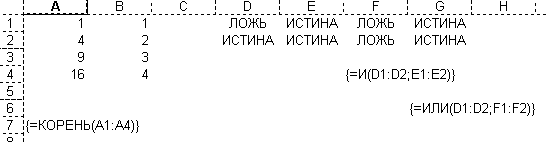 A B C D E F G H
1 1 1 ЛОЖЬ ИСТИНА ЛОЖЬ ИСТИНА
2 4 2 ИСТИНА ИСТИНА ЛОЖЬ ИСТИНА
3 9 3
4 16 4 {=И(D1:D2;E1:E2)}
5
6 {=ИЛИ(D1:D2;F1:F2)}
7 {=КОРЕНЬ(A1:A4)}